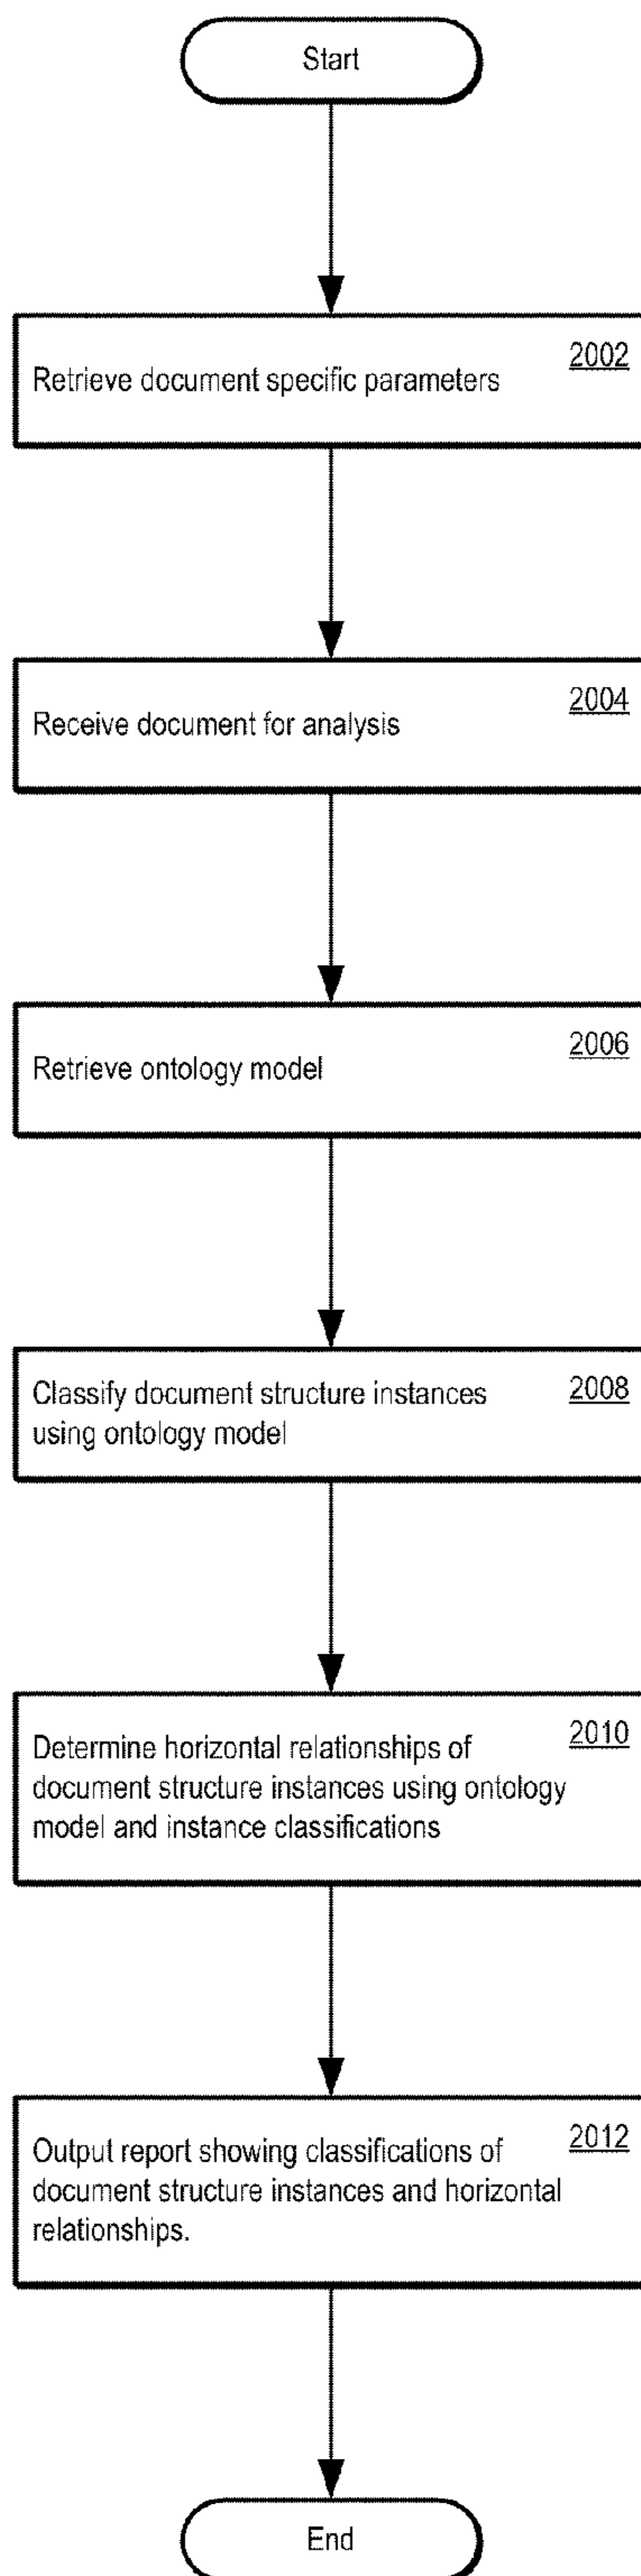 Start
2002
Retrieve document specific parameters
2004
Receive document for analysis
2006
Retrieve ontology model
2008
Classify document structure instances
using ontology model
2010
Determine horizontal relationships of
document structure instances using ontology
model and instance classifications
2012
Output report showing classifications of
document structure instances and horizontal
relationships.
End